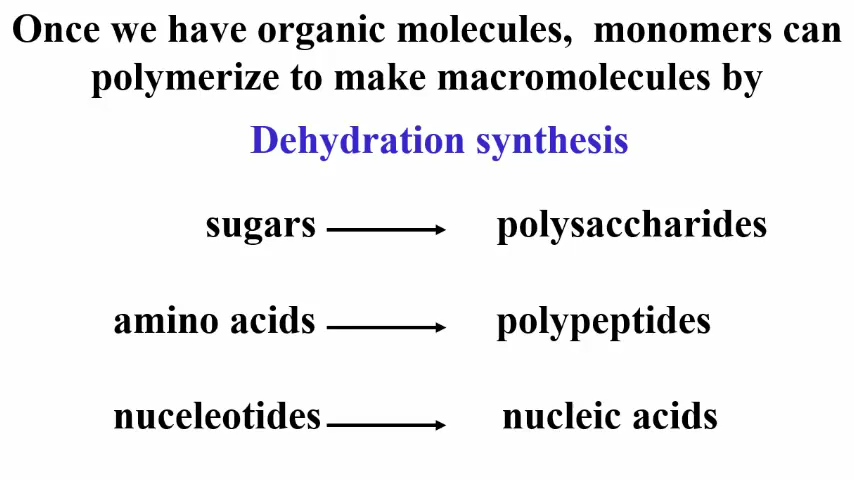 Once we have organic molecules,  monomers can
polymerize to make macromolecules by
Dehydration synthesis
sugars polysaccharides
amino acids polypeptides
nuceleotides nucleic acids